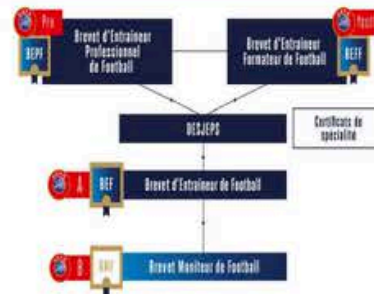 Pro
Youth
BEPF
Brevet d'Entraîneur
Professionnel
de Football
Brevet d'Entraîneur
Formateur de Football
BEFF
DESJEPS
Certificats de
spécialité
A
BEF
Brevet d'Entraîneur de Football
B
BMF
Brevet Moniteur de Football